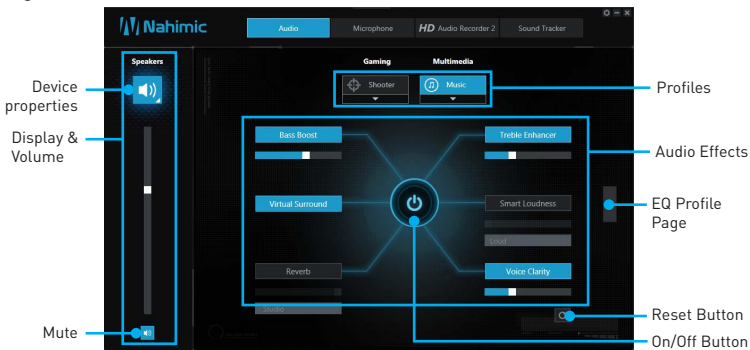 Nahimic
Audio
Microphone
HD Audio Recorder 2
Sound Tracker
Speakers
Gaming
Multimedia
Shooter
Music
Bass Boost
Treble Enhancer
Virtual Surround
Smart Loudness
Loud
Reverb
Studio
Voice Clarity
Device
properties
Display &
Volume
Mute
Profiles
Audio Effects
EQ Profile
Page
Reset Button
On/Off Button